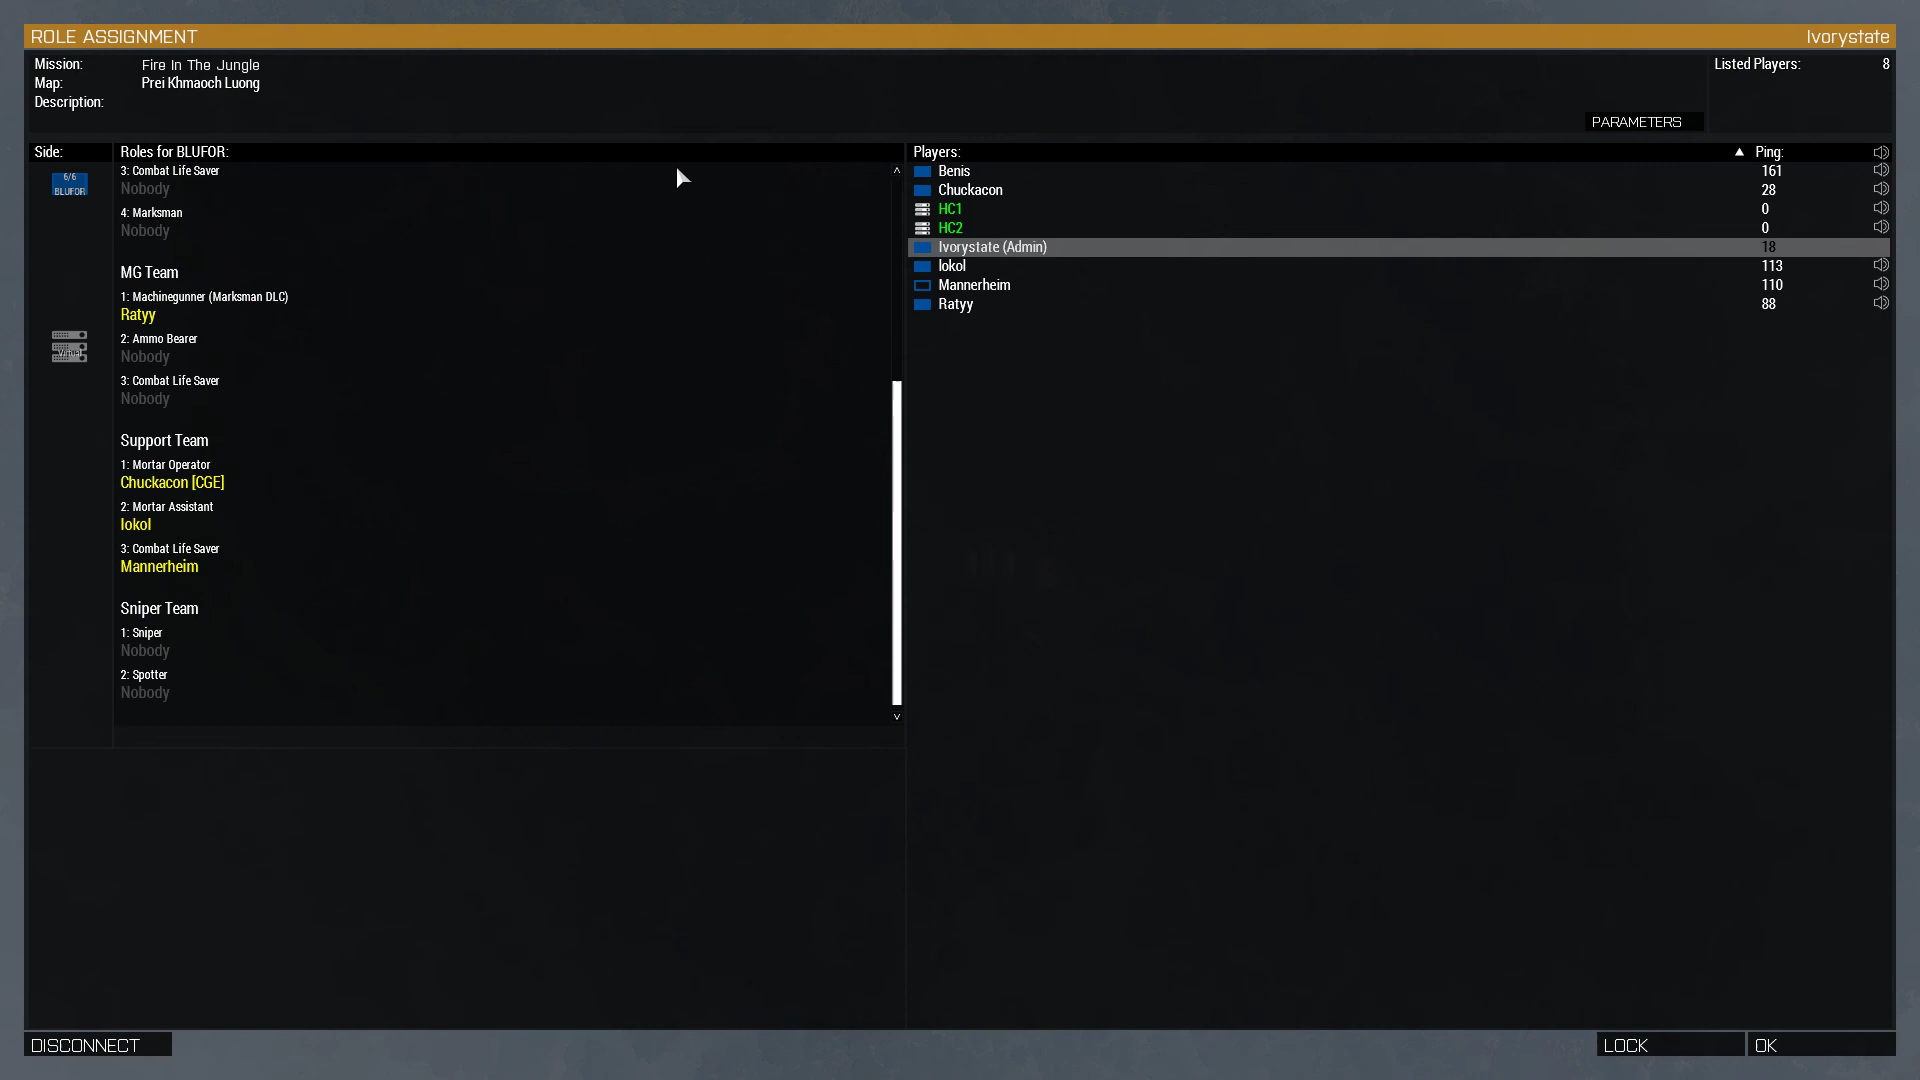 ROLE ASSIGNMENT
Ivorystate
Mission: Fire In The Jungle
Map: Prei Khmaoch Luong
Description:
Listed Players: 8
PARAMETERS
Side:
6/6
BLUFOR
Virtual
Roles for BLUFOR:
3: Combat Life Saver
Nobody
4: Marksman
Nobody
MG Team
1: Machinegunner (Marksman DLC)
Ratyy
2: Ammo Bearer
Nobody
3: Combat Life Saver
Nobody
Support Team
1: Mortar Operator
Chuckacon [CGE]
2: Mortar Assistant
lokol
3: Combat Life Saver
Mannerheim
Sniper Team
1: Sniper
Nobody
2: Spotter
Nobody
Players: Ping:
Benis 161
Chuckacon 28
HC1 0
HC2 0
Ivorystate (Admin) 18
lokol 113
Mannerheim 110
Ratyy 88
DISCONNECT
LOCK
OK